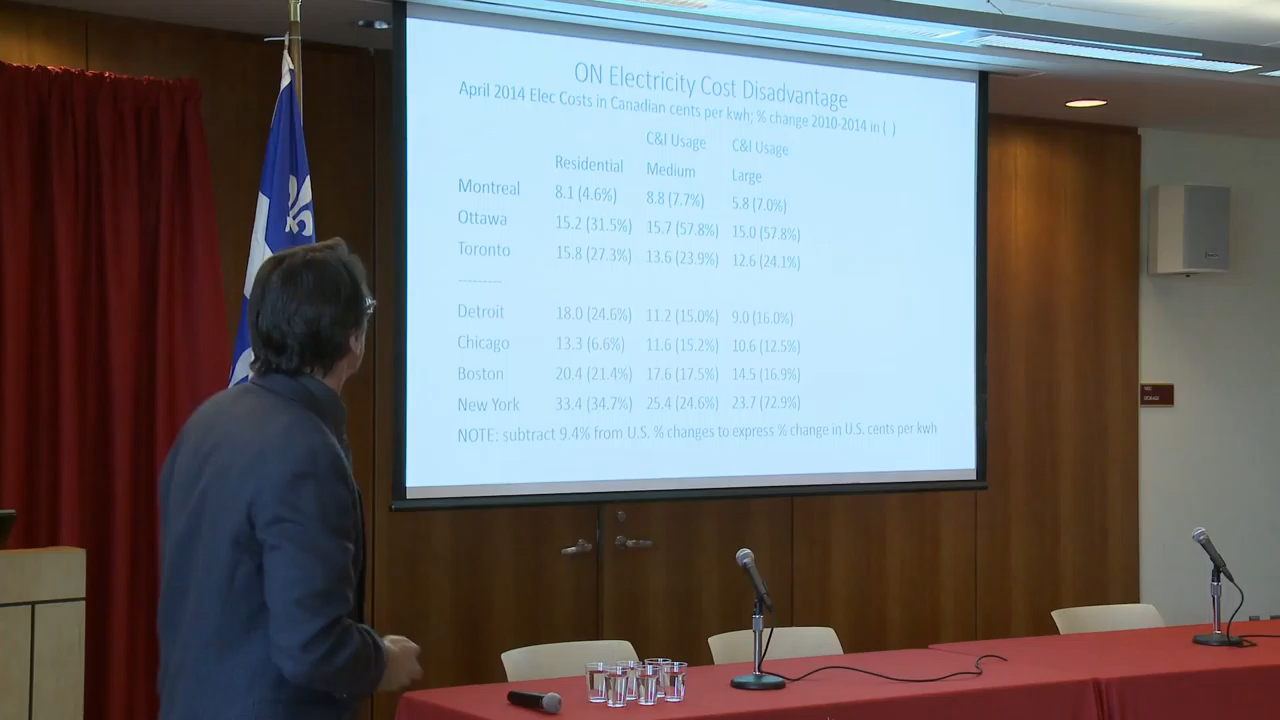 ON Electricity Cost Disadvantage
April 2014 Elec Costs in Canadian cents per kwh; % change 2010-2014 in ( )
C&I Usage C&I Usage
Residential Medium Large
Montreal 8.1 (4.6%) 8.8 (7.7%) 5.8 (7.0%)
Ottawa 15.2 (31.5%) 15.7 (57.8%) 15.0 (57.8%)
Toronto 15.8 (27.3%) 13.6 (23.9%) 12.6 (24.1%)
----------
Detroit 18.0 (24.6%) 11.2 (15.0%) 9.0 (16.0%)
Chicago 13.3 (6.6%) 11.6 (15.2%) 10.6 (12.5%)
Boston 20.4 (21.4%) 17.6 (17.5%) 14.5 (16.9%)
New York 33.4 (34.7%) 25.4 (24.6%) 23.7 (72.9%)
NOTE: subtract 9.4% from U.S. % changes to express % change in U.S. cents per kwh